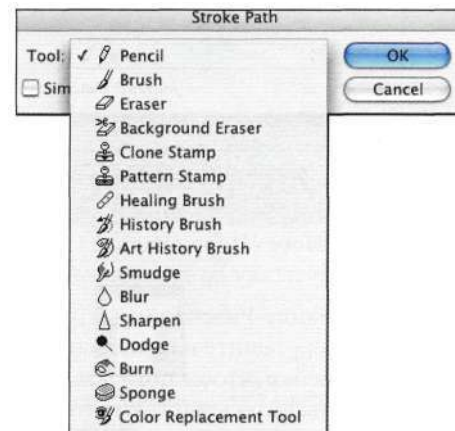 Stroke Path
Tool: ✓ Pencil OK
Brush
Sim Cancel
Eraser
Background Eraser
Clone Stamp
Pattern Stamp
Healing Brush
History Brush
Art History Brush
Smudge
Blur
Sharpen
Dodge
Burn
Sponge
Color Replacement Tool